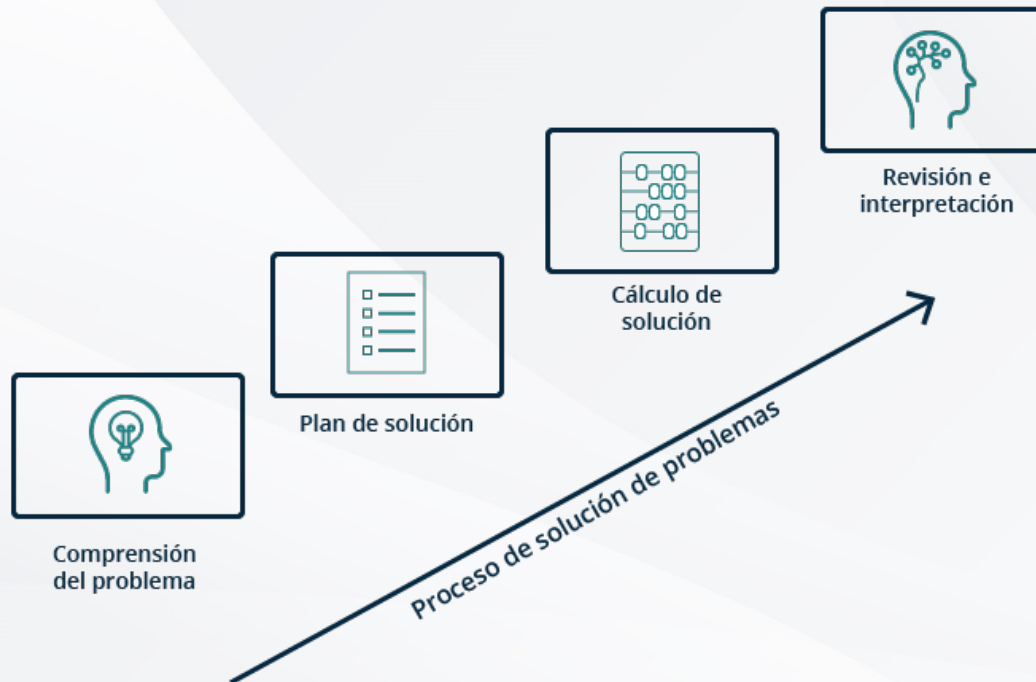 Comprensión
del problema
Plan de solución
Cálculo de
solución
Revisión e
interpretación
Proceso de solución de problemas